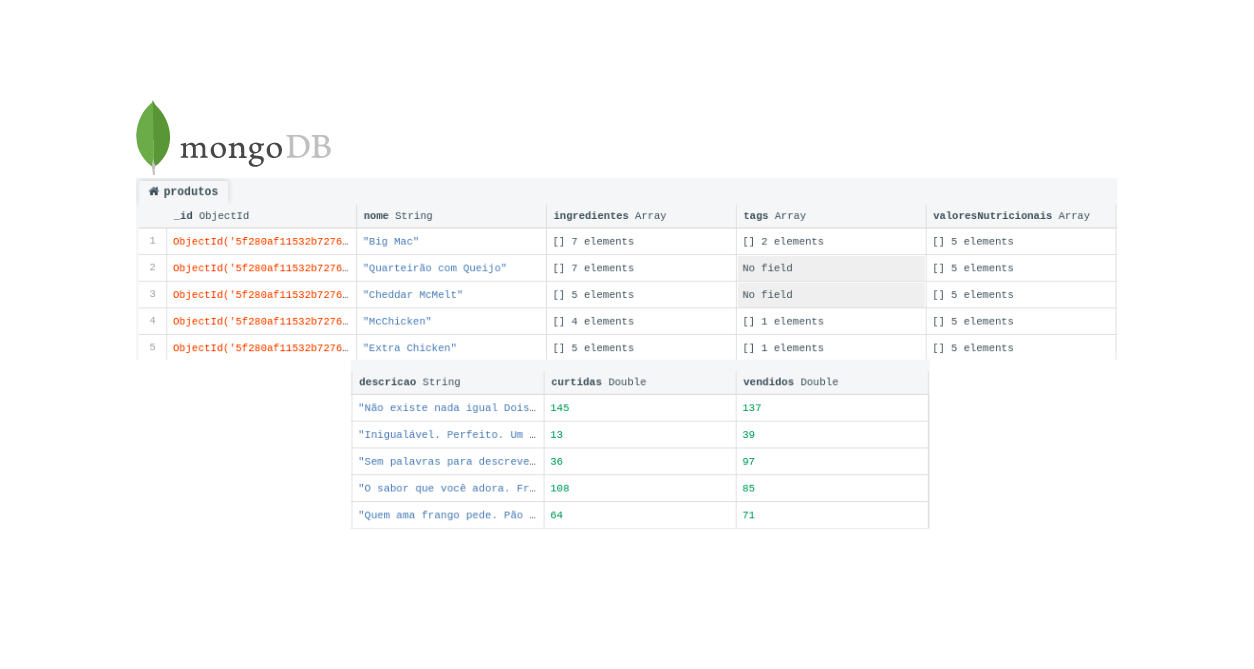 mongoDB
produtos
_id ObjectId nome String ingredientes Array tags Array valoresNutricionais Array
1 ObjectId('5f280af11532b7276… "Big Mac" [] 7 elements [] 2 elements [] 5 elements
2 ObjectId('5f280af11532b7276… "Quarteirão com Queijo" [] 7 elements No field [] 5 elements
3 ObjectId('5f280af11532b7276… "Cheddar McMelt" [] 5 elements No field [] 5 elements
4 ObjectId('5f280af11532b7276… "McChicken" [] 4 elements [] 1 elements [] 5 elements
5 ObjectId('5f280af11532b7276… "Extra Chicken" [] 5 elements [] 1 elements [] 5 elements
descricao String curtidas Double vendidos Double
"Não existe nada igual Dois… 145 137
"Inigualável. Perfeito. Um … 13 39
"Sem palavras para descreve… 36 97
"O sabor que você adora. Fr… 108 85
"Quem ama frango pede. Pão … 64 71